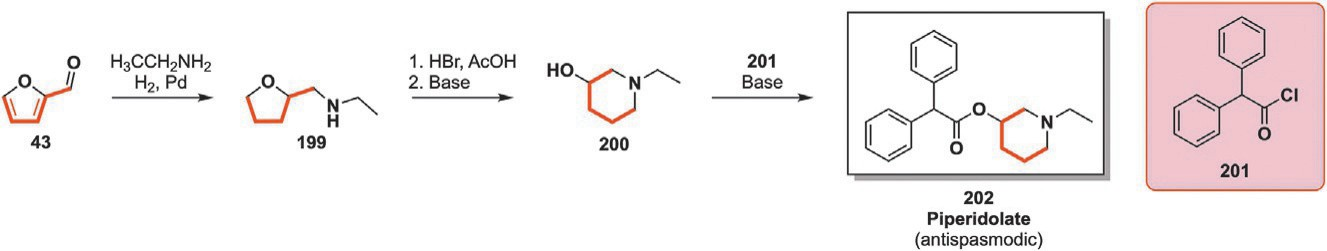 O
O
43
H₃CCH₂NH₂
H₂, Pd
O
N
H
199
1. HBr, AcOH
2. Base
HO
N
200
201
Base
O
O
N
202
Piperidolate
(antispasmodic)
Cl
O
201